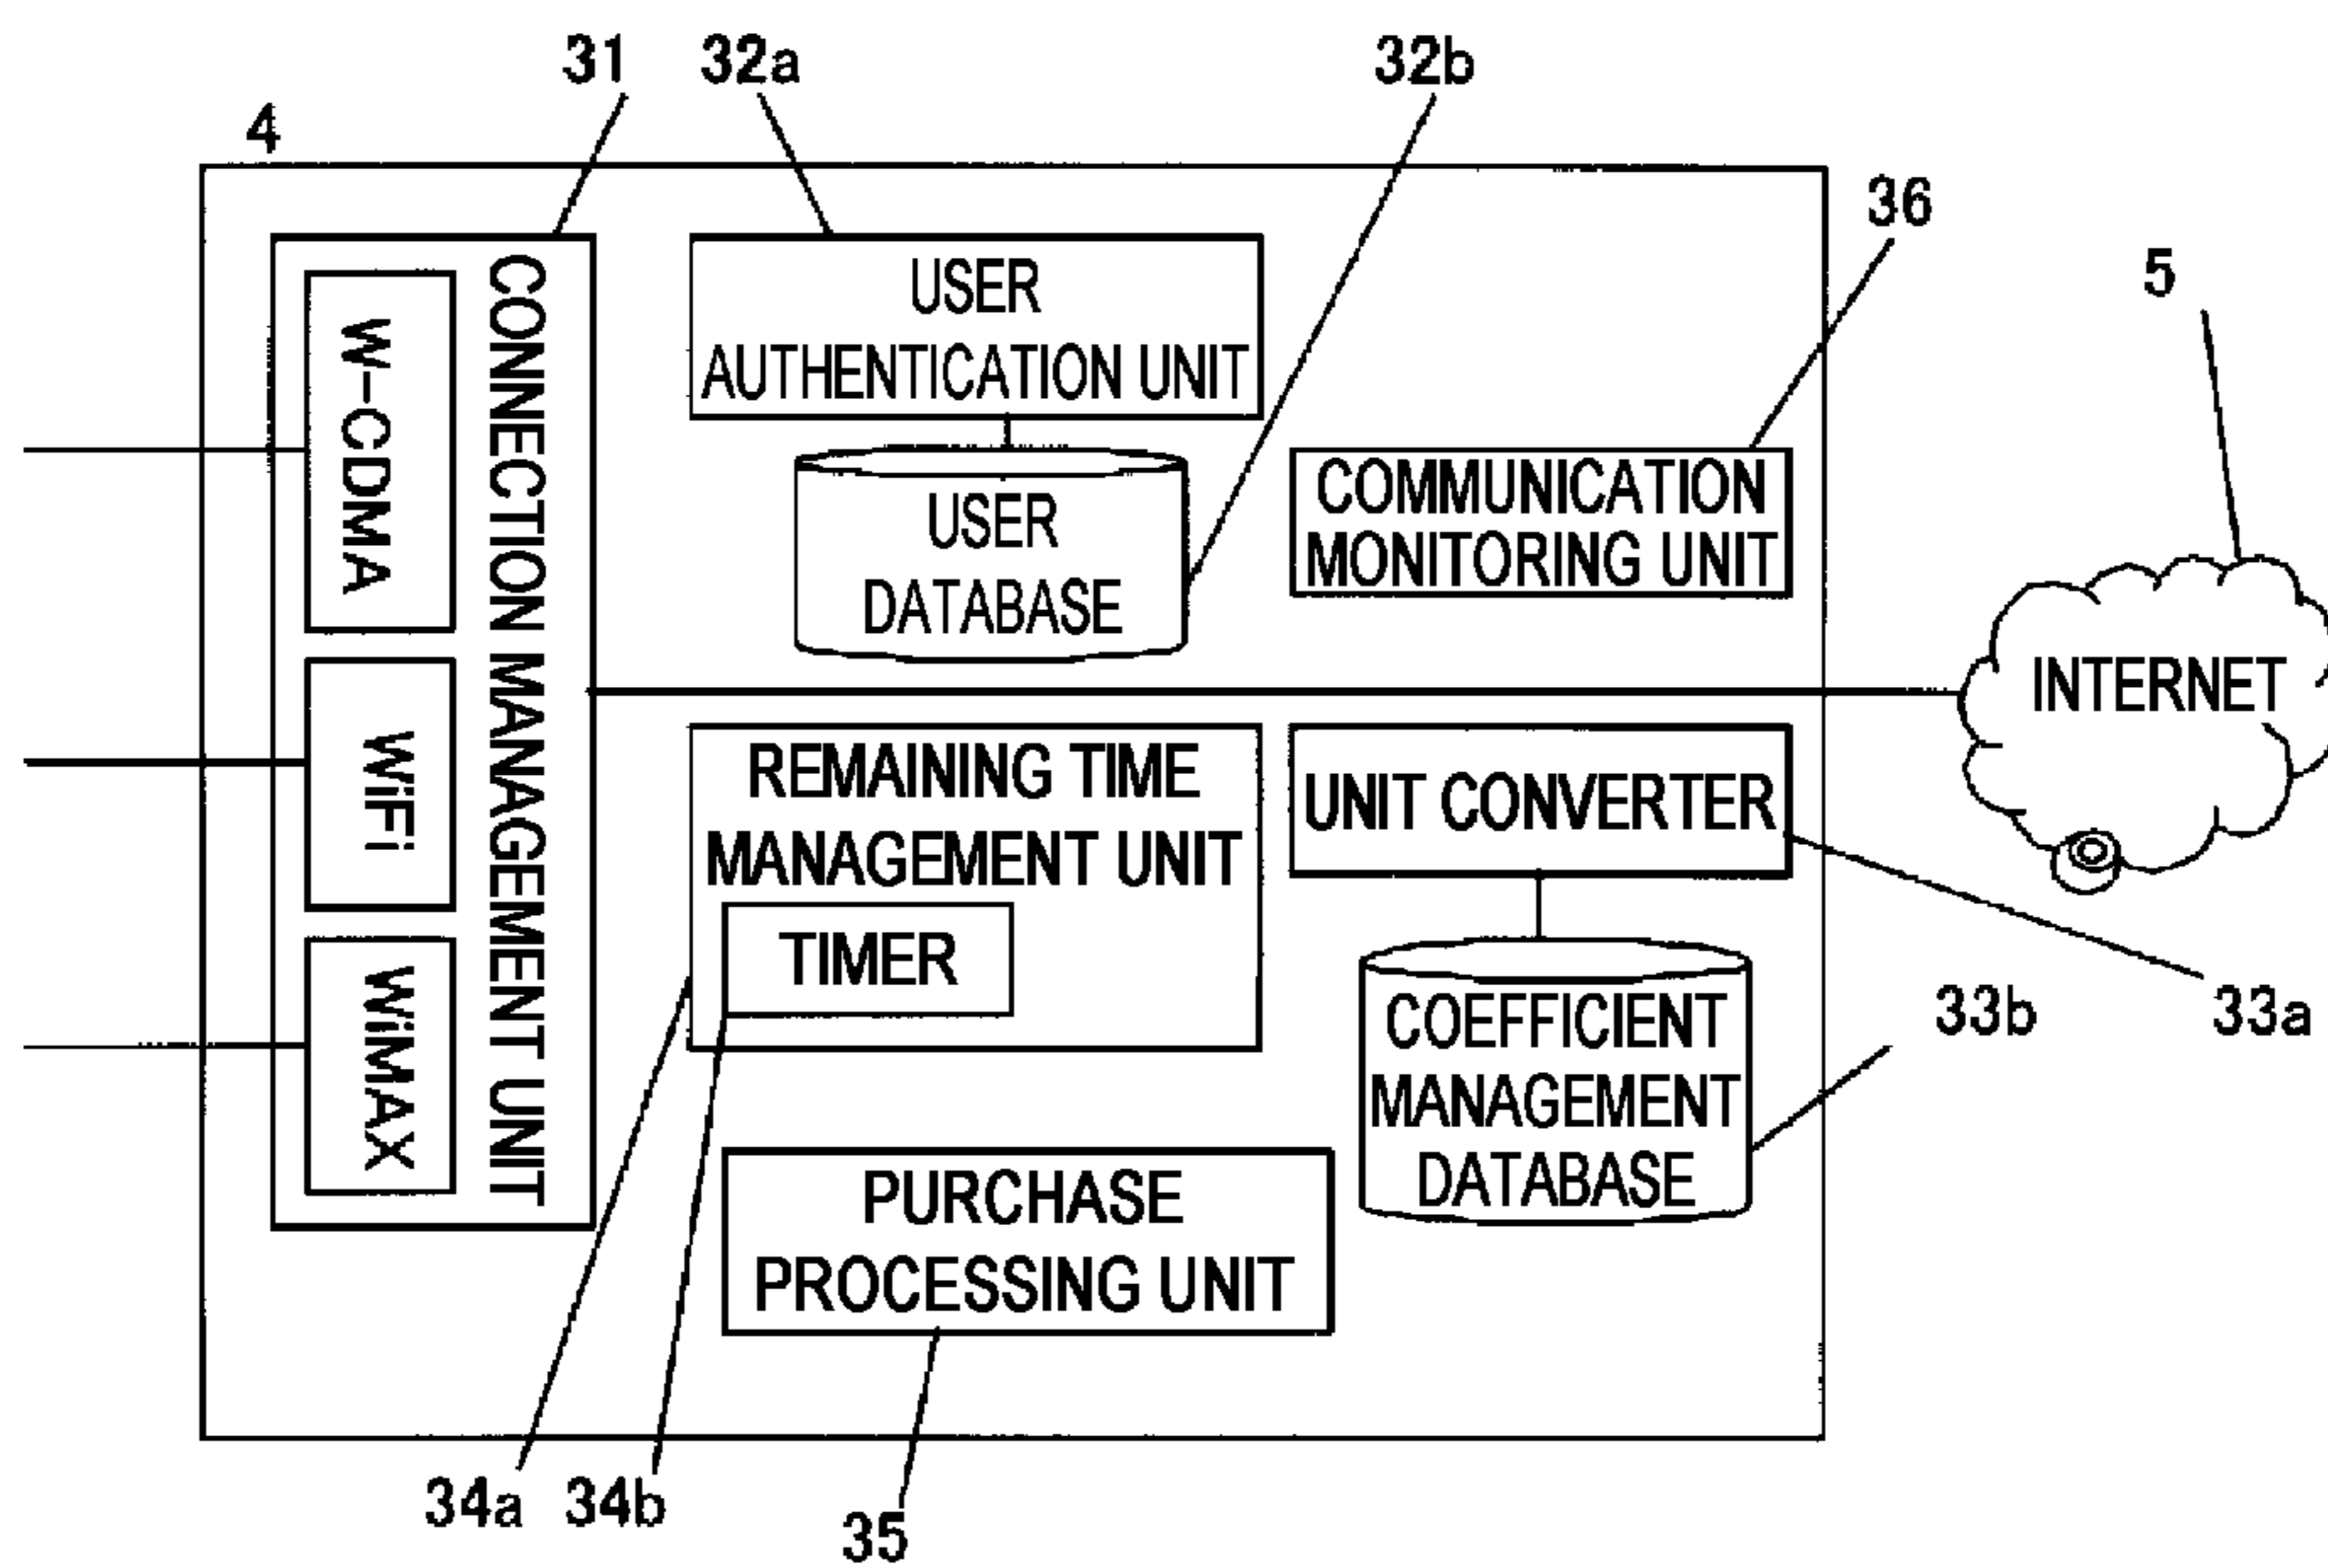 31
32a
32b
4
36
5
CONNECTION MANAGEMENT UNIT
W-CDMA
WiFi
WiMAX
USER
AUTHENTICATION UNIT
USER
DATABASE
COMMUNICATION
MONITORING UNIT
INTERNET
REMAINING TIME
MANAGEMENT UNIT
TIMER
UNIT CONVERTER
COEFFICIENT
MANAGEMENT
DATABASE
33b
33a
PURCHASE
PROCESSING UNIT
34a
34b
35